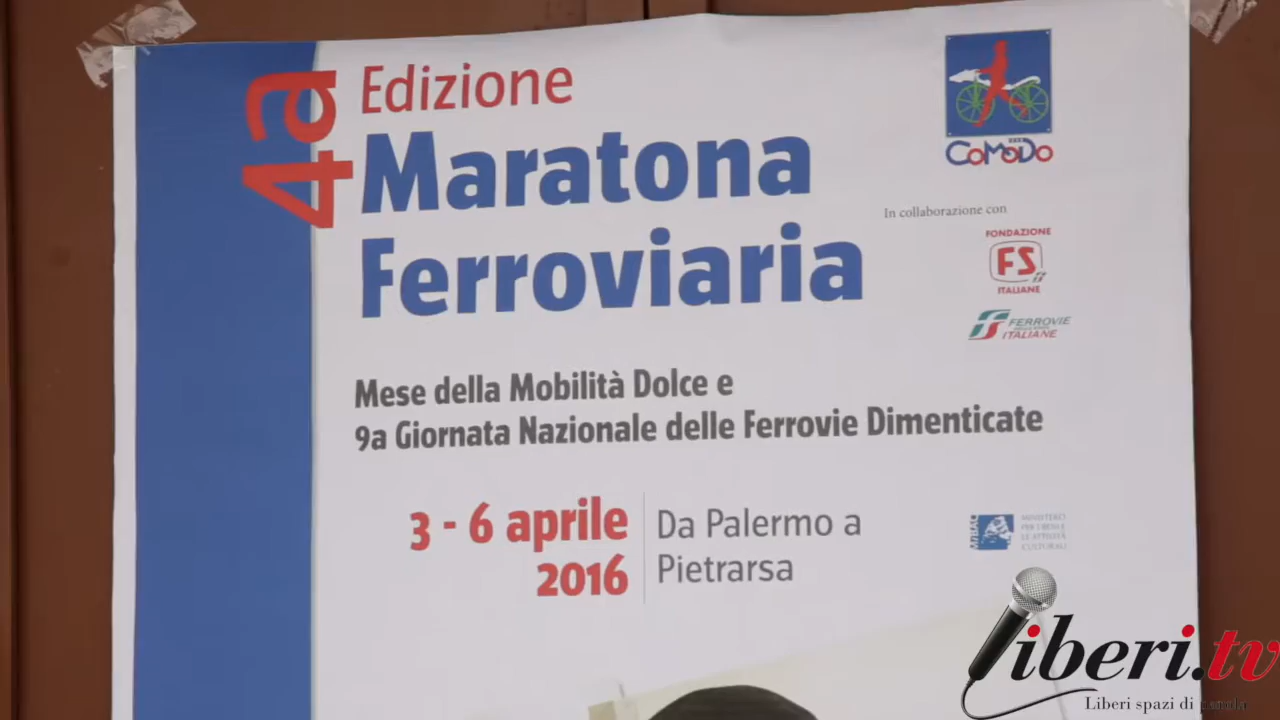 4a Edizione
Maratona
Ferroviaria
CoMoDo
In collaborazione con
FONDAZIONE
FS
ITALIANE
FERROVIE
ITALIANE
Mese della Mobilità Dolce e
9a Giornata Nazionale delle Ferrovie Dimenticate
3 - 6 aprile
2016
Da Palermo a
Pietrarsa
MINISTERO
PER I BENI E
LE ATTIVITÀ
CULTURALI
liberi.tv
Liberi spazi di parola